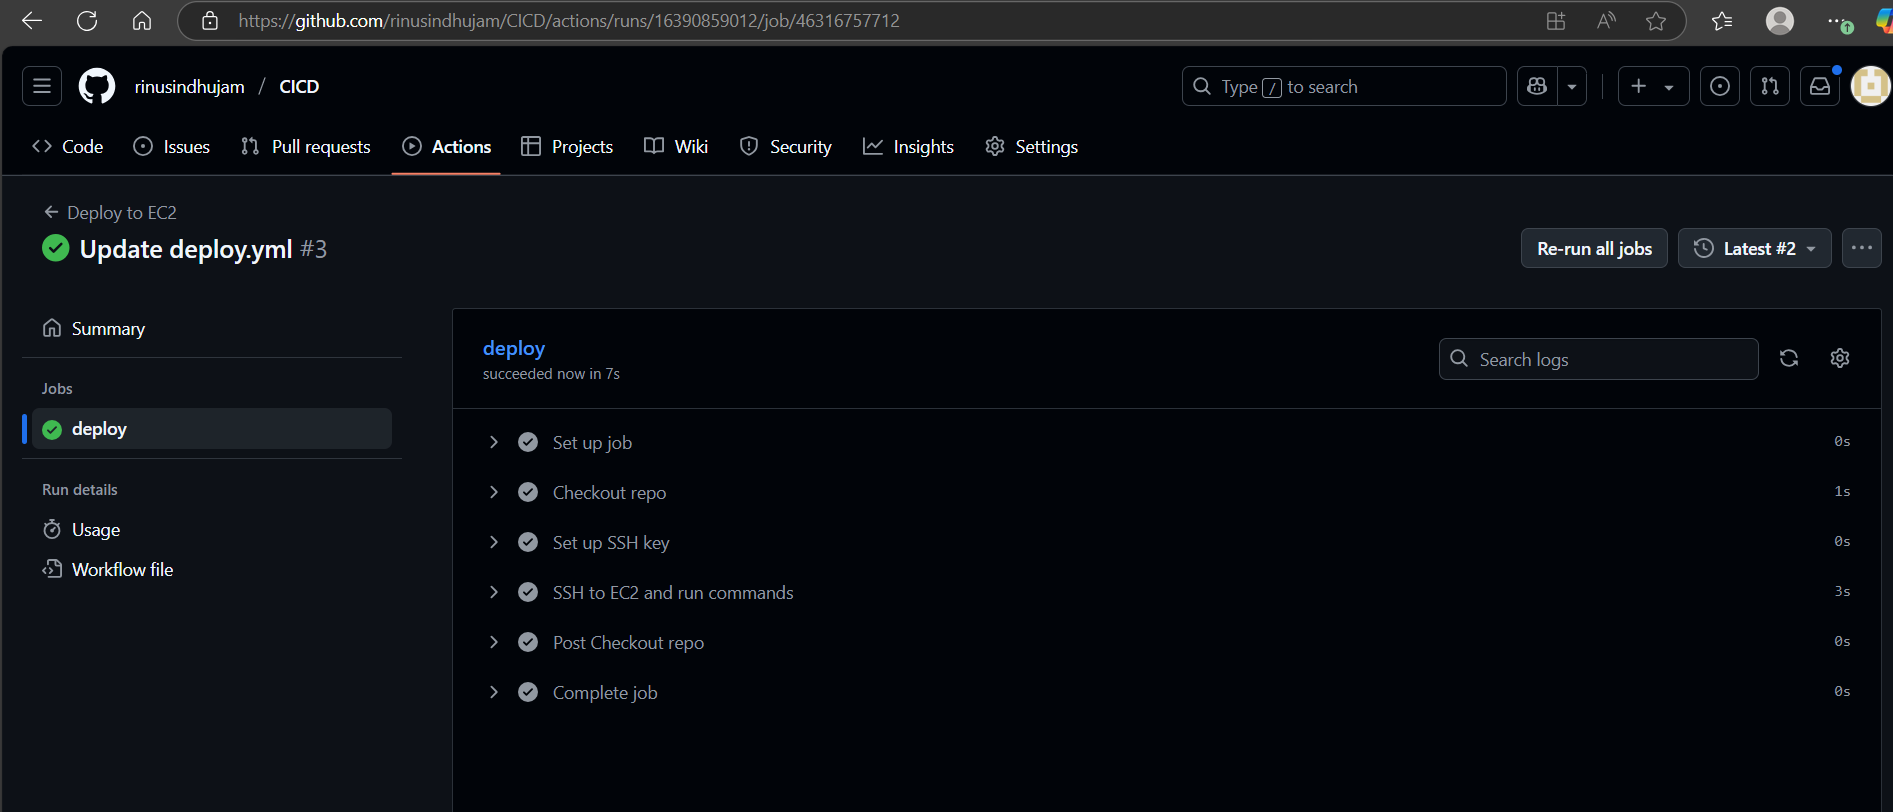 https://github.com/rinusindhujam/CICD/actions/runs/16390859012/job/46316757712
rinusindhujam / CICD
Type / to search
Code Issues Pull requests Actions Projects Wiki Security Insights Settings
Deploy to EC2
Update deploy.yml #3
Re-run all jobs
Latest #2
Summary
Jobs
deploy
Run details
Usage
Workflow file
deploy
succeeded now in 7s
Search logs
Set up job 0s
Checkout repo 1s
Set up SSH key 0s
SSH to EC2 and run commands 3s
Post Checkout repo 0s
Complete job 0s